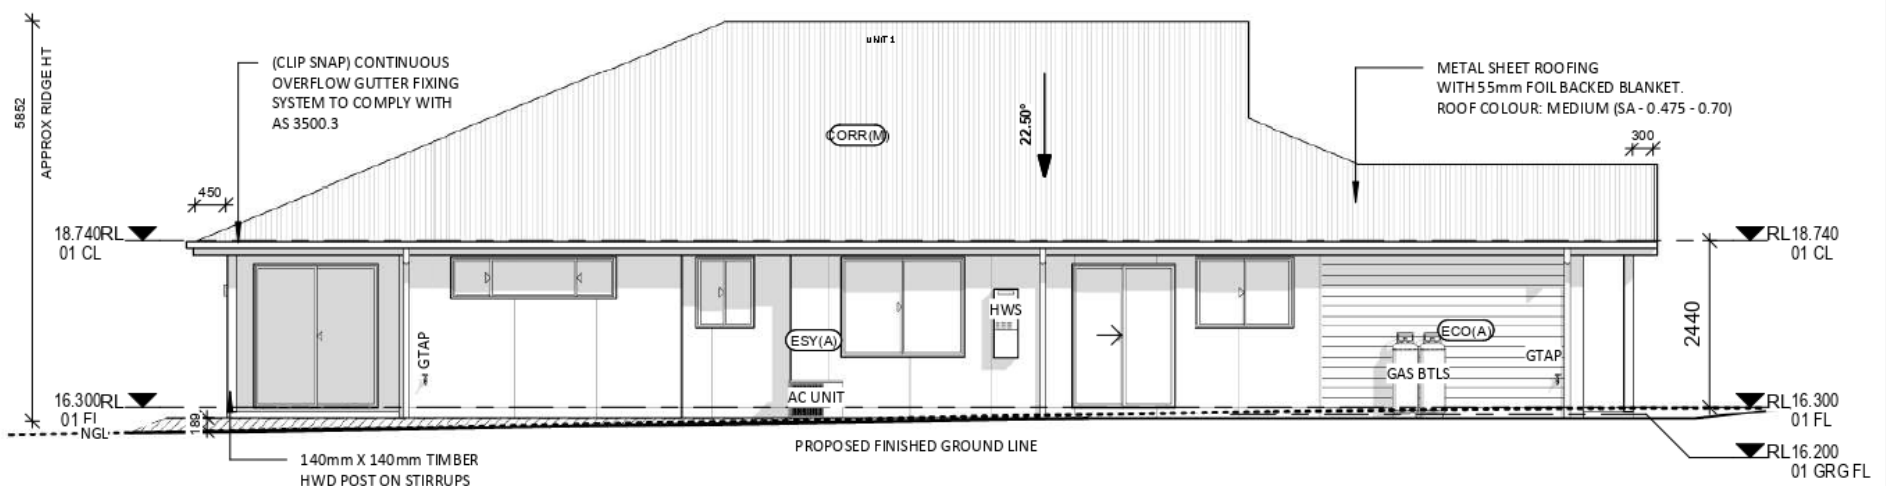 UNIT 1
5852
APPROX RIDGE HT
(CLIP SNAP) CONTINUOUS
OVERFLOW GUTTER FIXING
SYSTEM TO COMPLY WITH
AS 3500.3
METAL SHEET ROOFING
WITH 55mm FOIL BACKED BLANKET.
ROOF COLOUR: MEDIUM (SA - 0.475 - 0.70)
CORR(M)
22.50°
300
450
18.740RL
01 CL
RL18.740
01 CL
HWS
ESY(A)
ECO(A)
GTAP
GTAP
GAS BTLS
AC UNIT
2440
16.300RL
01 FL
NGL
189
RL16.300
01 FL
PROPOSED FINISHED GROUND LINE
RL16.200
01 GRG FL
140mm X 140mm TIMBER
HWD POST ON STIRRUPS